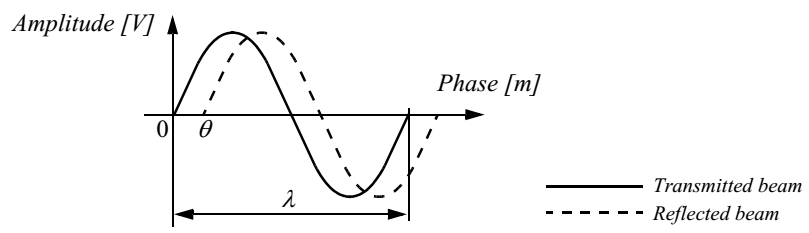 Amplitude [V]
Phase [m]
0
θ
λ
Transmitted beam
Reflected beam